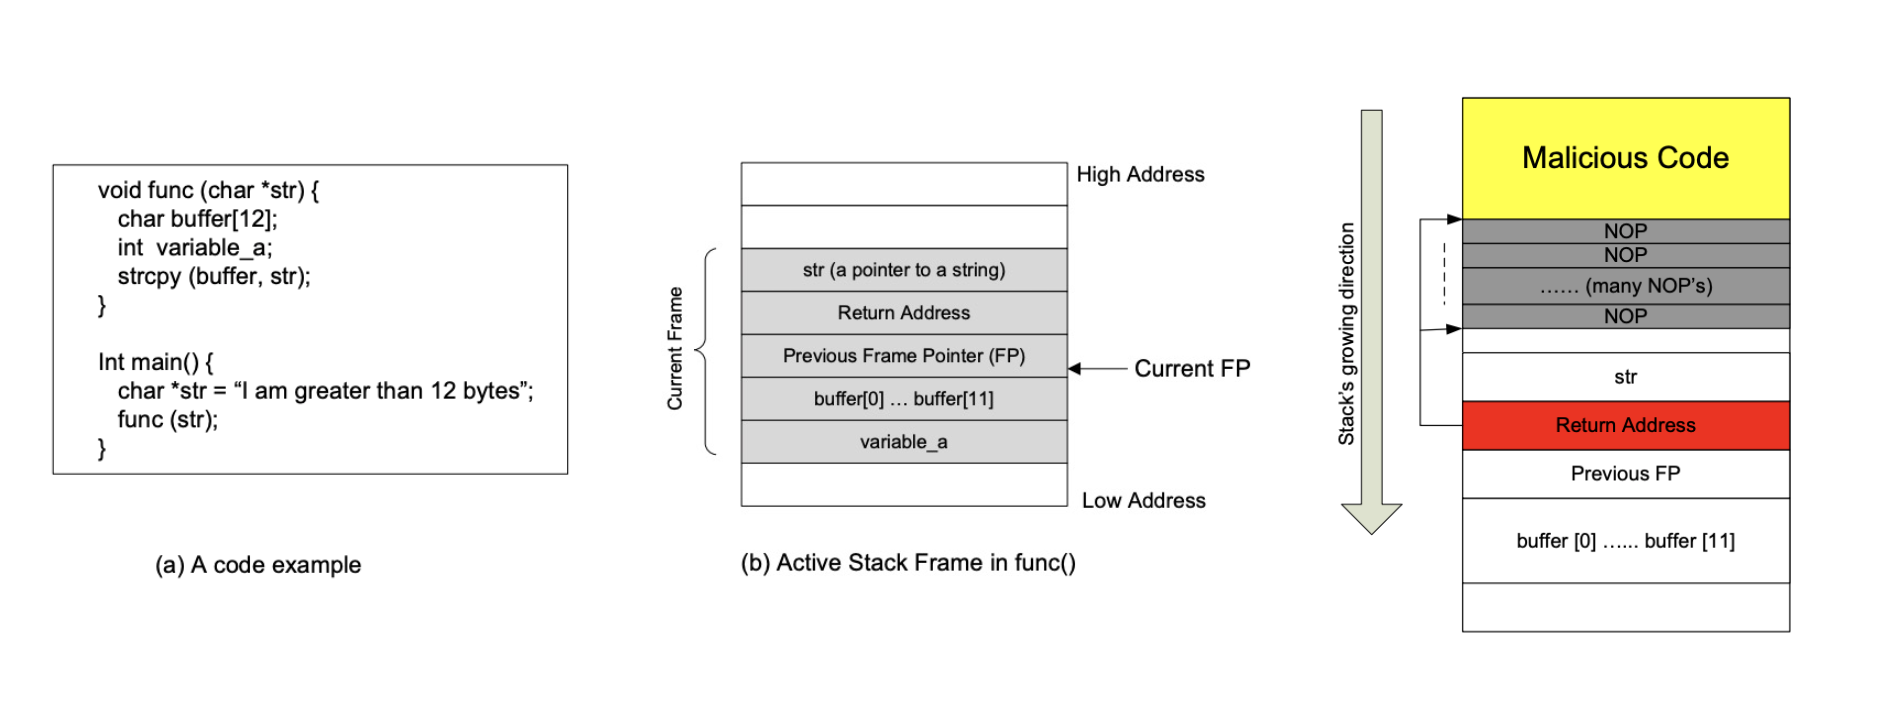 void func (char *str) {
char buffer[12];
int variable_a;
strcpy (buffer, str);
}
Int main() {
char *str = “I am greater than 12 bytes”;
func (str);
}
(a) A code example
High Address
str (a pointer to a string)
Return Address
Previous Frame Pointer (FP)
buffer[0] … buffer[11]
variable_a
Current Frame
Current FP
Low Address
(b) Active Stack Frame in func()
Stack’s growing direction
Malicious Code
NOP
NOP
…… (many NOP’s)
NOP
str
Return Address
Previous FP
buffer [0] …... buffer [11]